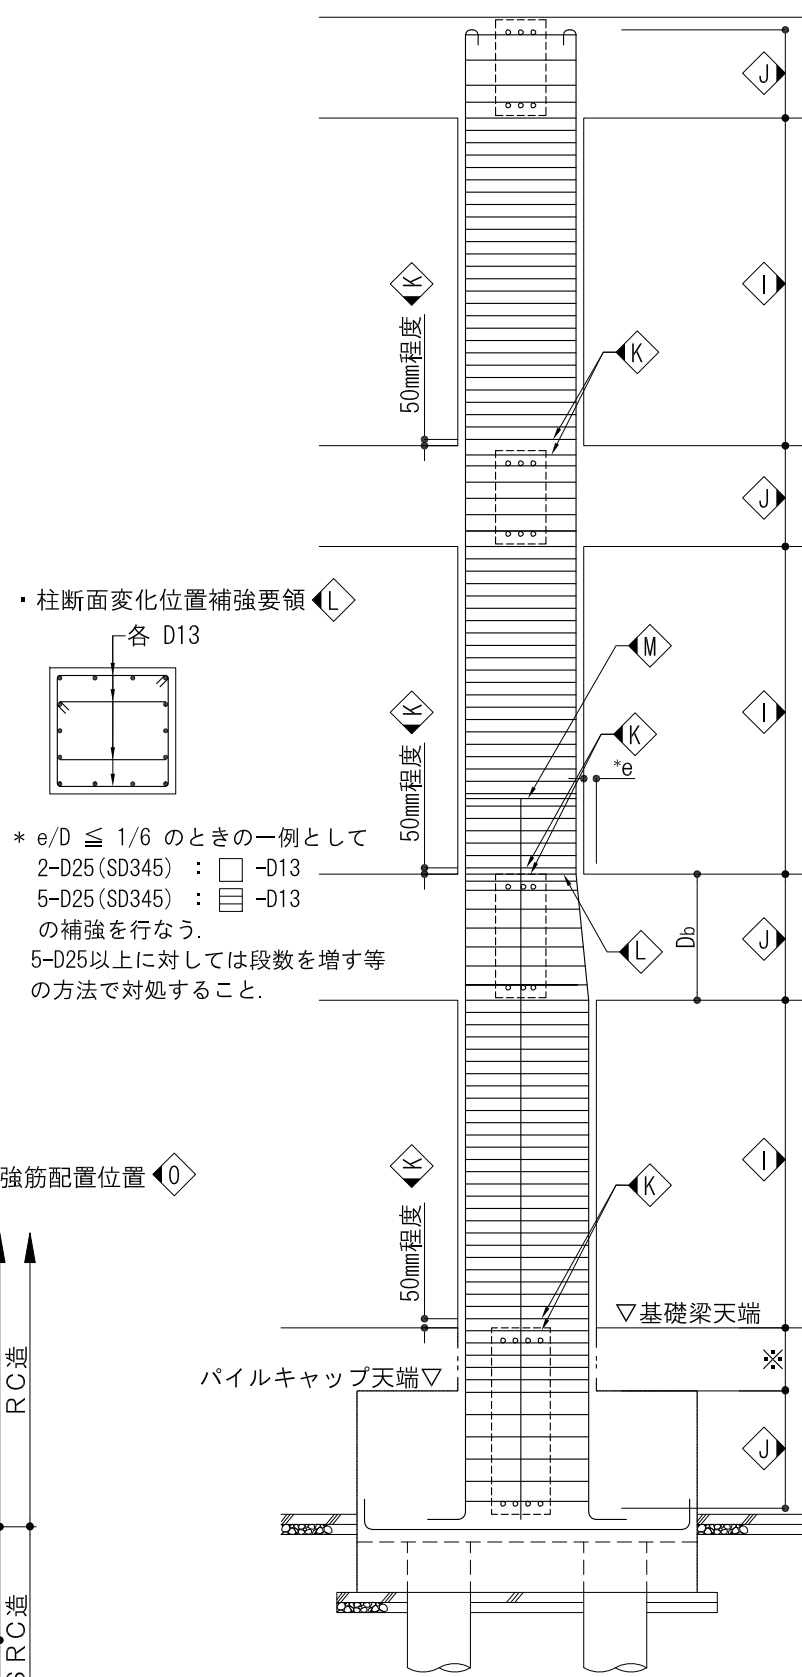 J
K
50mm程度
I
K
J
・柱断面変化位置補強要領 L
各 D13
M
K
50mm程度
K
I
*e
* e/D ≦ 1/6 のときの一例として
2-D25(SD345) : □ -D13
5-D25(SD345) : 目 -D13
の補強を行なう.
5-D25以上に対しては段数を増す等
の方法で対処すること.
Db
L
J
強筋配置位置 O
K
50mm程度
K
I
▽基礎梁天端
パイルキャップ天端▽
※
J
RC造
SRC造